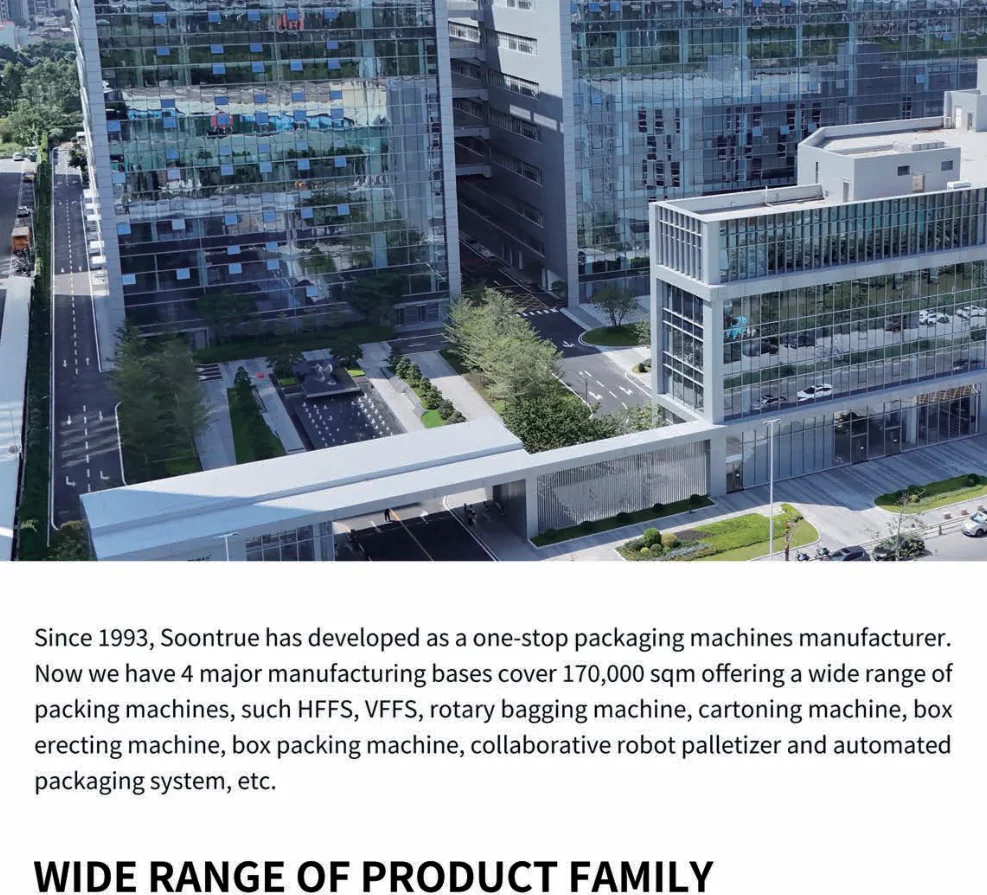 Since 1993, Soontrue has developed as a one-stop packaging machines manufacturer.
Now we have 4 major manufacturing bases cover 170,000 sqm offering a wide range of
packing machines, such HFFS, VFFS, rotary bagging machine, cartoning machine, box
erecting machine, box packing machine, collaborative robot palletizer and automated
packaging system, etc.
WIDE RANGE OF PRODUCT FAMILY